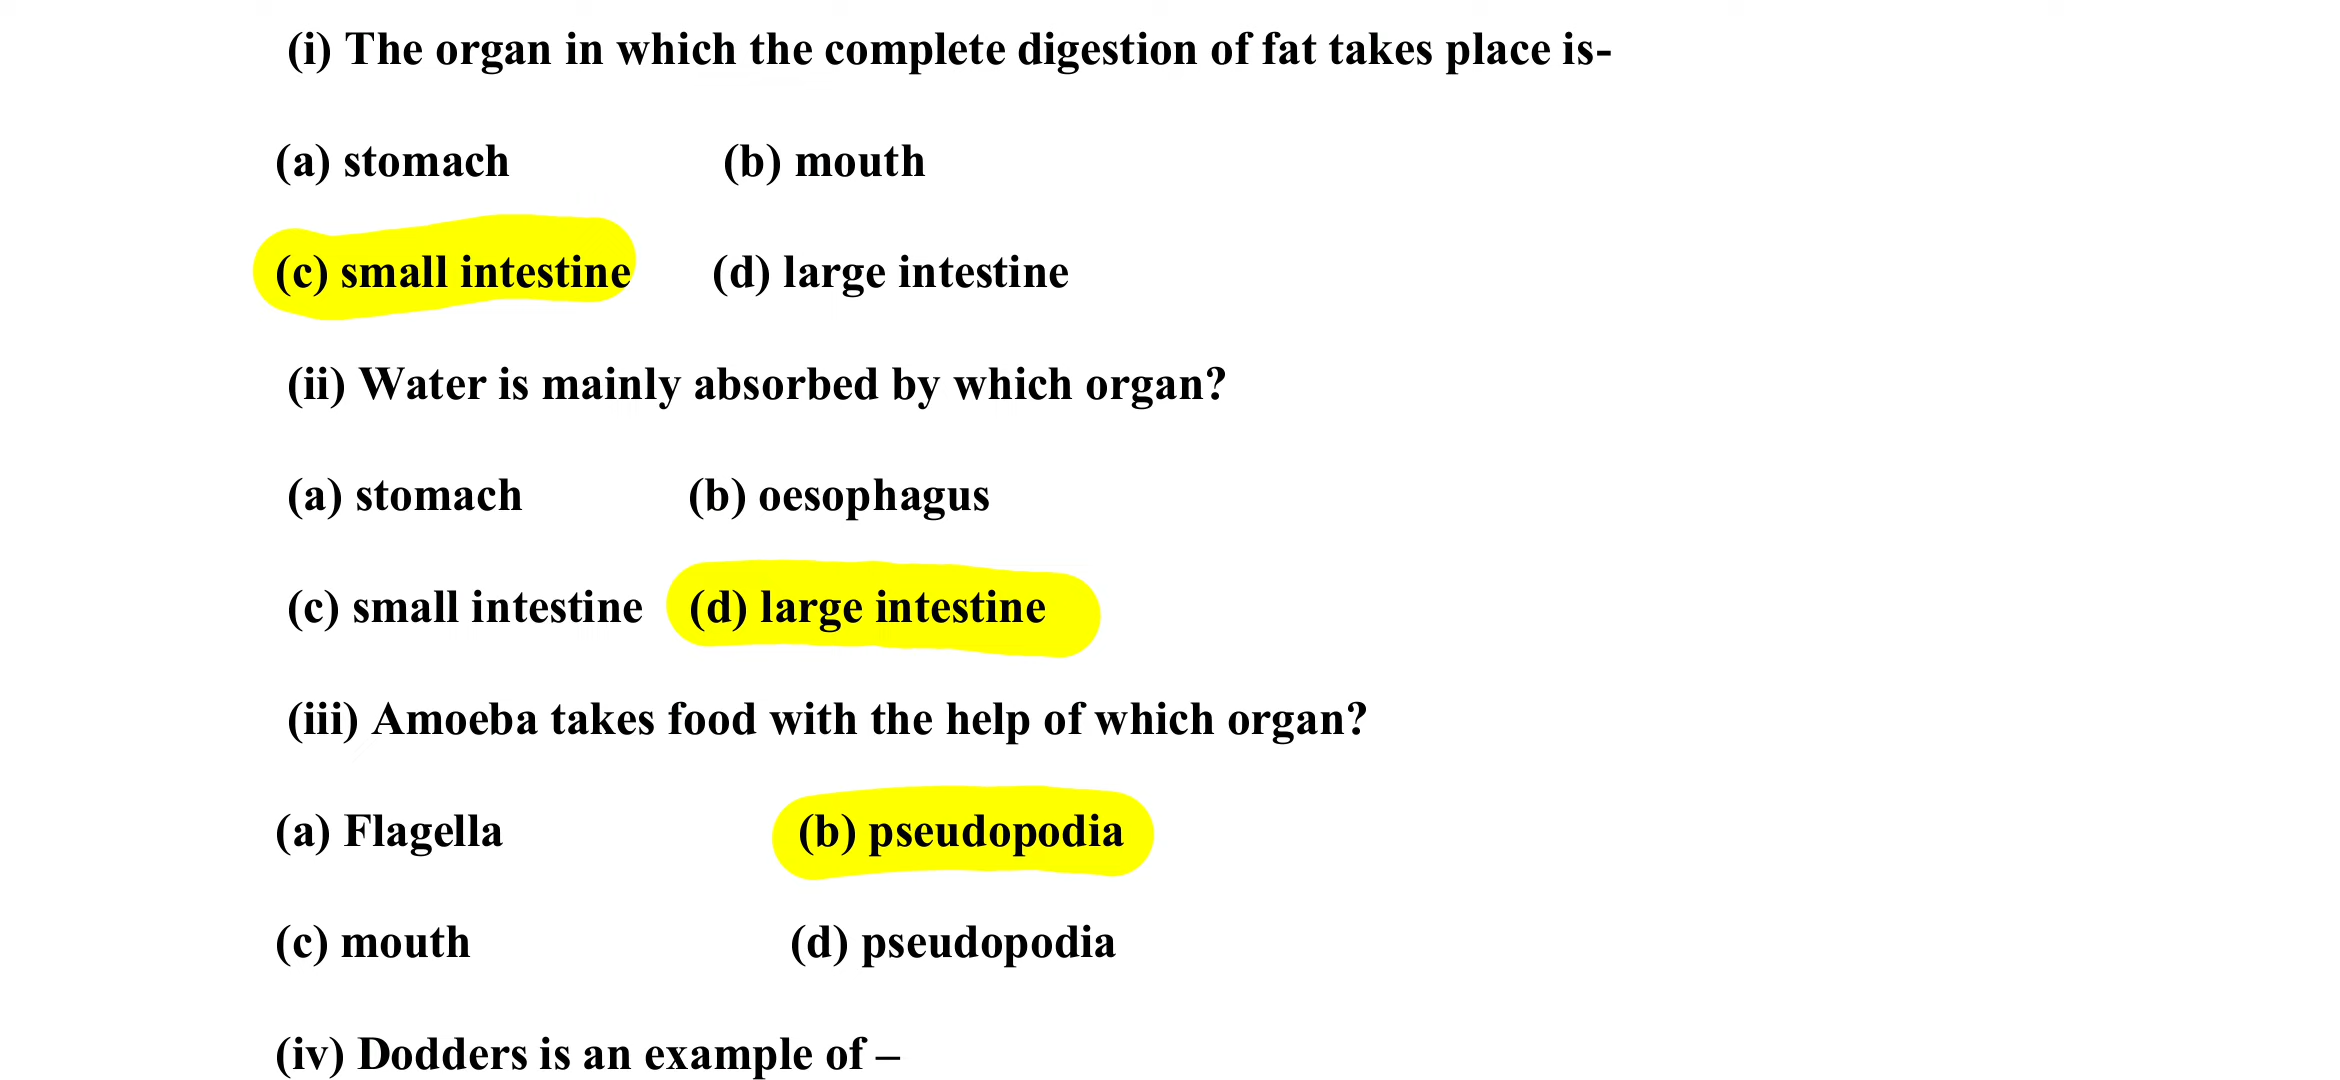 (i) The organ in which the complete digestion of fat takes place is-
(a) stomach (b) mouth
(c) small intestine (d) large intestine
(ii) Water is mainly absorbed by which organ?
(a) stomach (b) oesophagus
(c) small intestine (d) large intestine
(iii) Amoeba takes food with the help of which organ?
(a) Flagella (b) pseudopodia
(c) mouth (d) pseudopodia
(iv) Dodders is an example of –